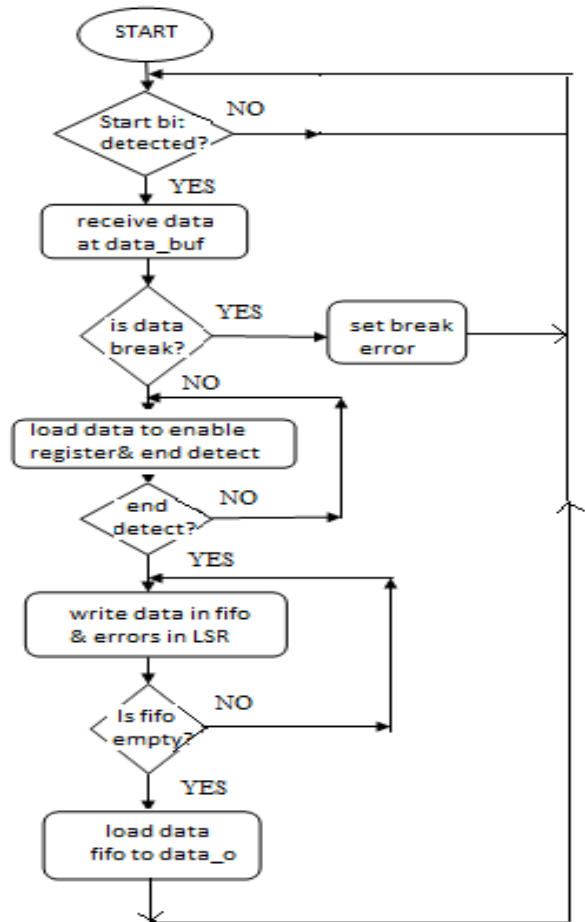 START
Start bit
detected?
NO
YES
receive data
at data_buf
is data
break?
YES
set break
error
NO
load data to enable
register& end detect
end
detect?
NO
YES
write data in fifo
& errors in LSR
Is fifo
empty?
NO
YES
load data
fifo to data_o